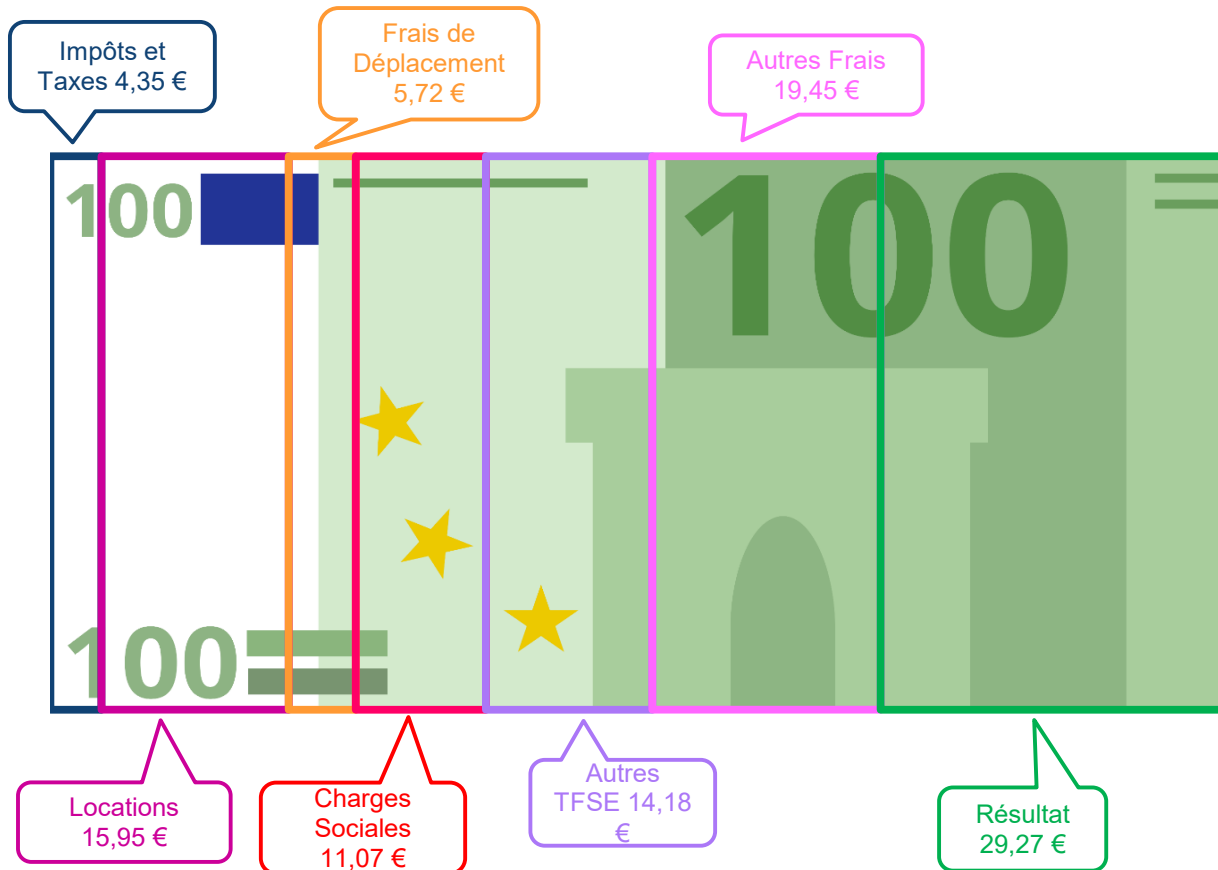 Impôts et
Taxes 4,35 €
Frais de
Déplacement
5,72 €
Autres Frais
19,45 €
100
100
100
Locations
15,95 €
Charges
Sociales
11,07 €
Autres
TFSE 14,18
€
Résultat
29,27 €